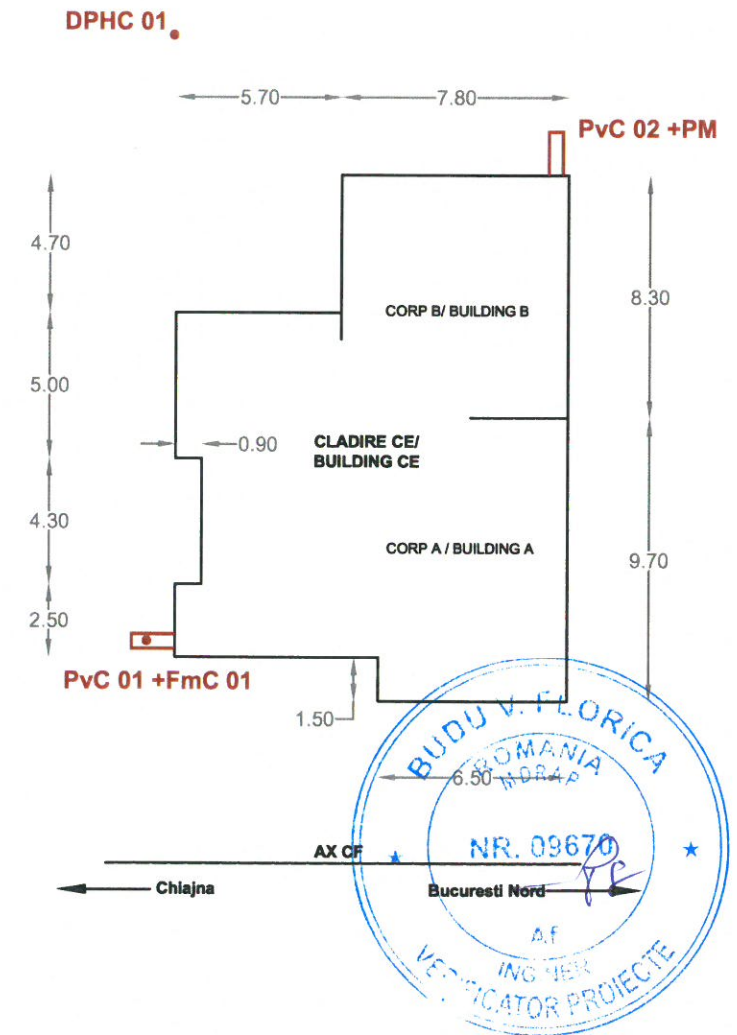 DPHC 01
5.70
7.80
PvC 02 +PM
4.70
8.30
CORP B/ BUILDING B
5.00
0.90
CLADIRE CE/
BUILDING CE
4.30
CORP A / BUILDING A
9.70
2.50
PvC 01 +FmC 01
1.50
BUDU V. FLORICA
ROMANIA
MDRAP
6.50
AX CF
NR. 09670
Chiajna
Bucuresti Nord
Af
VERIFICATOR PROIECTE